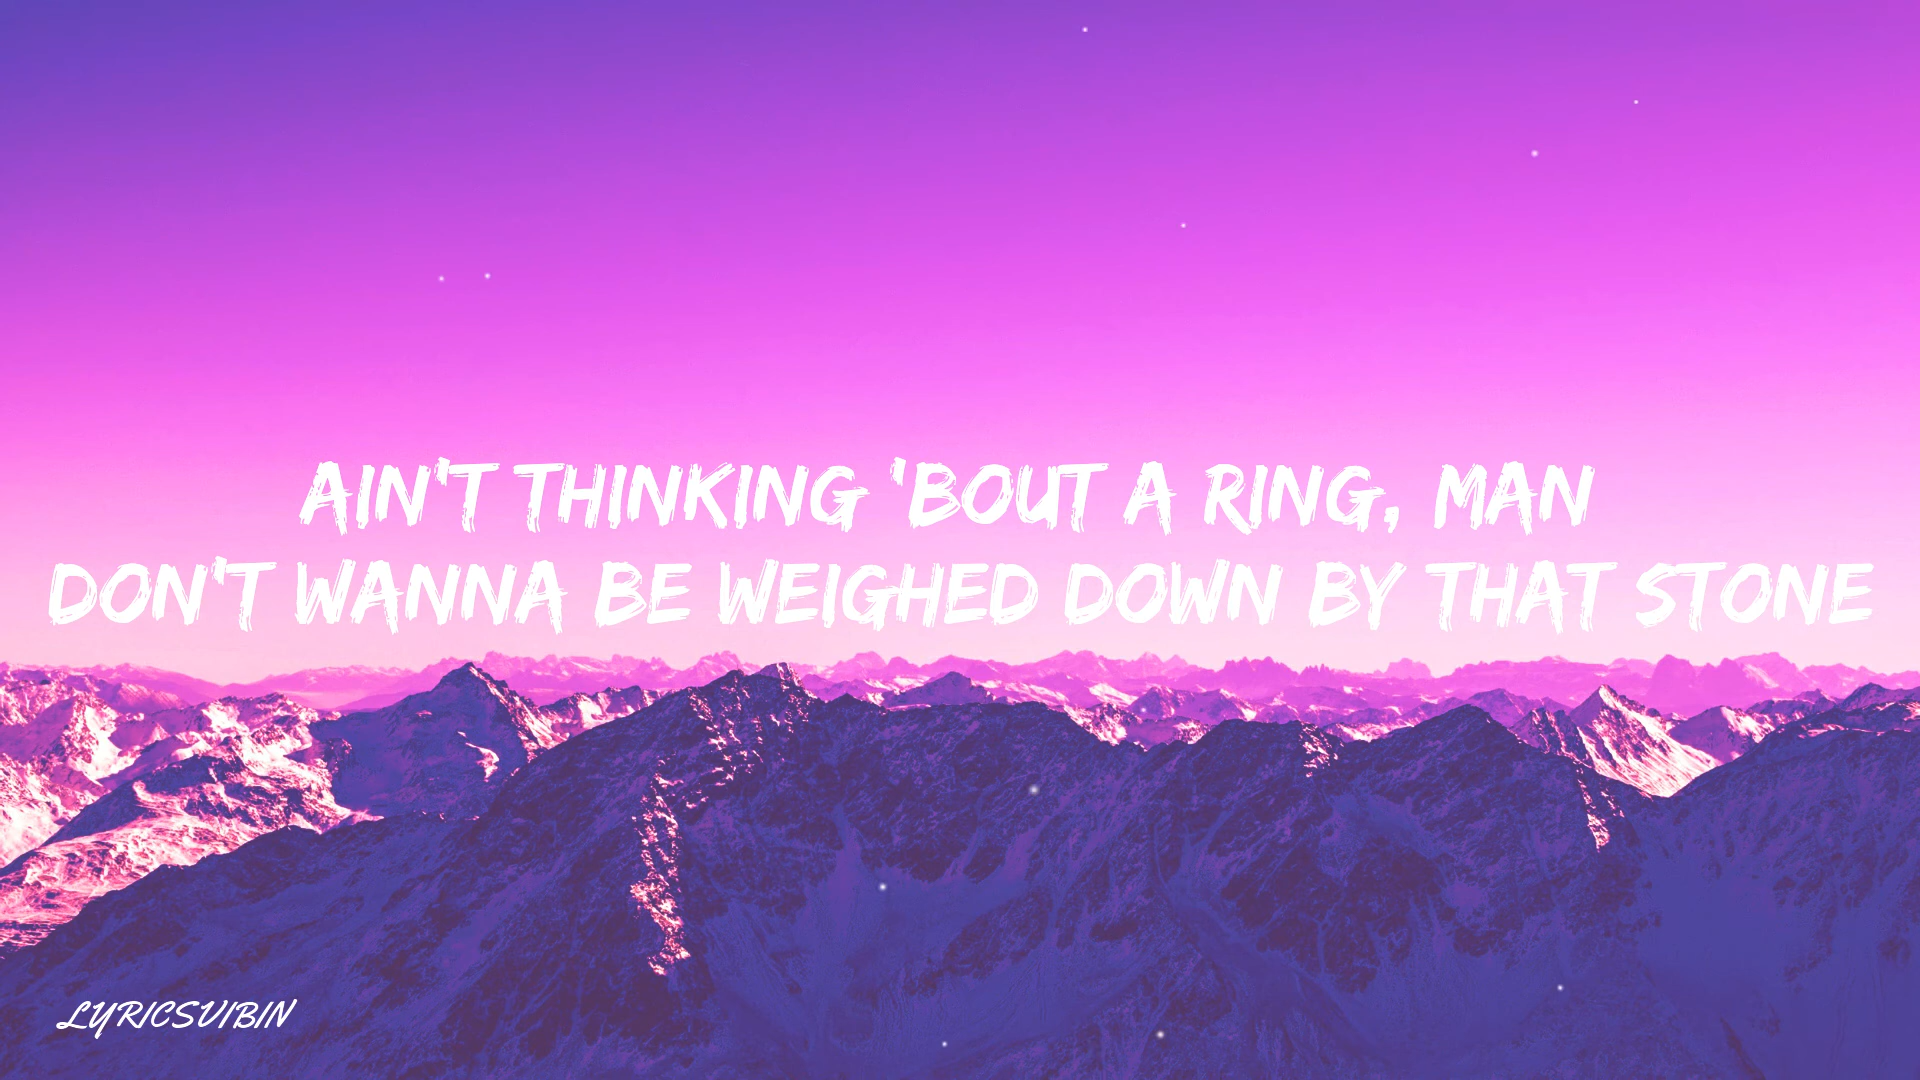 AIN'T THINKING 'BOUT A RING, MAN
DON'T WANNA BE WEIGHED DOWN BY THAT STONE
LYRICSVIBIN